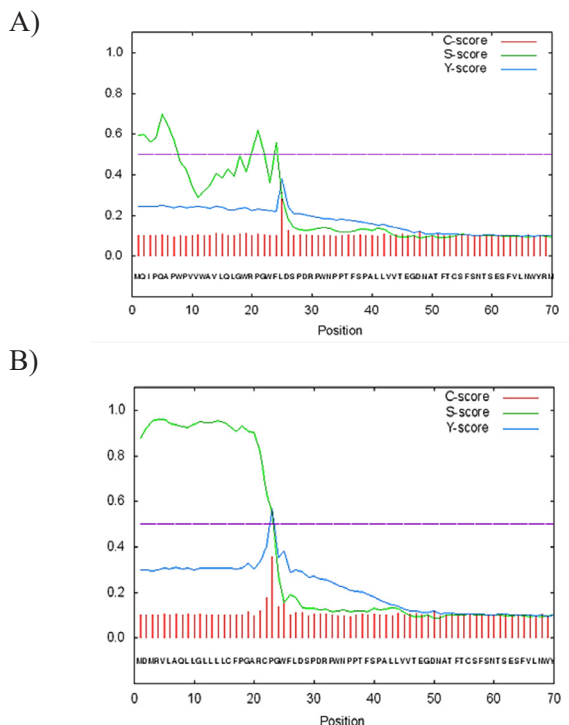 A)
1.0
0.8
0.6
0.4
0.2
0.0
C-score
S-score
Y-score
MQIPQAPWPVVWAVLQLGWRPGWFLDSPDRPWNPPTFSPALLVVTEGDNATFTCSFSNTSESFVLNWYRM
0 10 20 30 40 50 60 70
Position
B)
1.0
0.8
0.6
0.4
0.2
0.0
C-score
S-score
Y-score
MDMRVLAQLLGLLLLCFPGARCPGWFLDSPDRPWNPPTFSPALLVVTEGDNATFTCSFSNTSESFVLNWY
0 10 20 30 40 50 60 70
Position